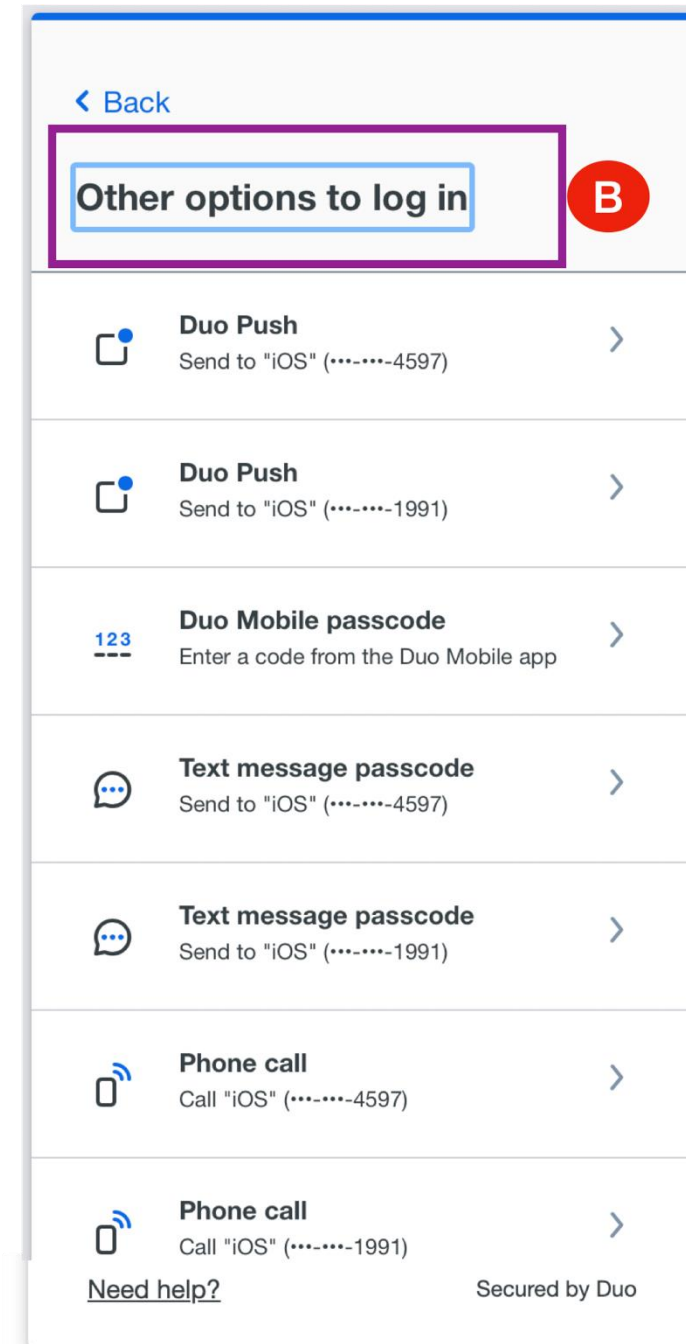 Back
Other options to log in
B
Duo Push
Send to "iOS" (•••-•••-4597)
Duo Push
Send to "iOS" (•••-•••-1991)
123
Duo Mobile passcode
Enter a code from the Duo Mobile app
Text message passcode
Send to "iOS" (•••-•••-4597)
Text message passcode
Send to "iOS" (•••-•••-1991)
Phone call
Call "iOS" (•••-•••-4597)
Phone call
Call "iOS" (•••-•••-1991)
Need help?
Secured by Duo